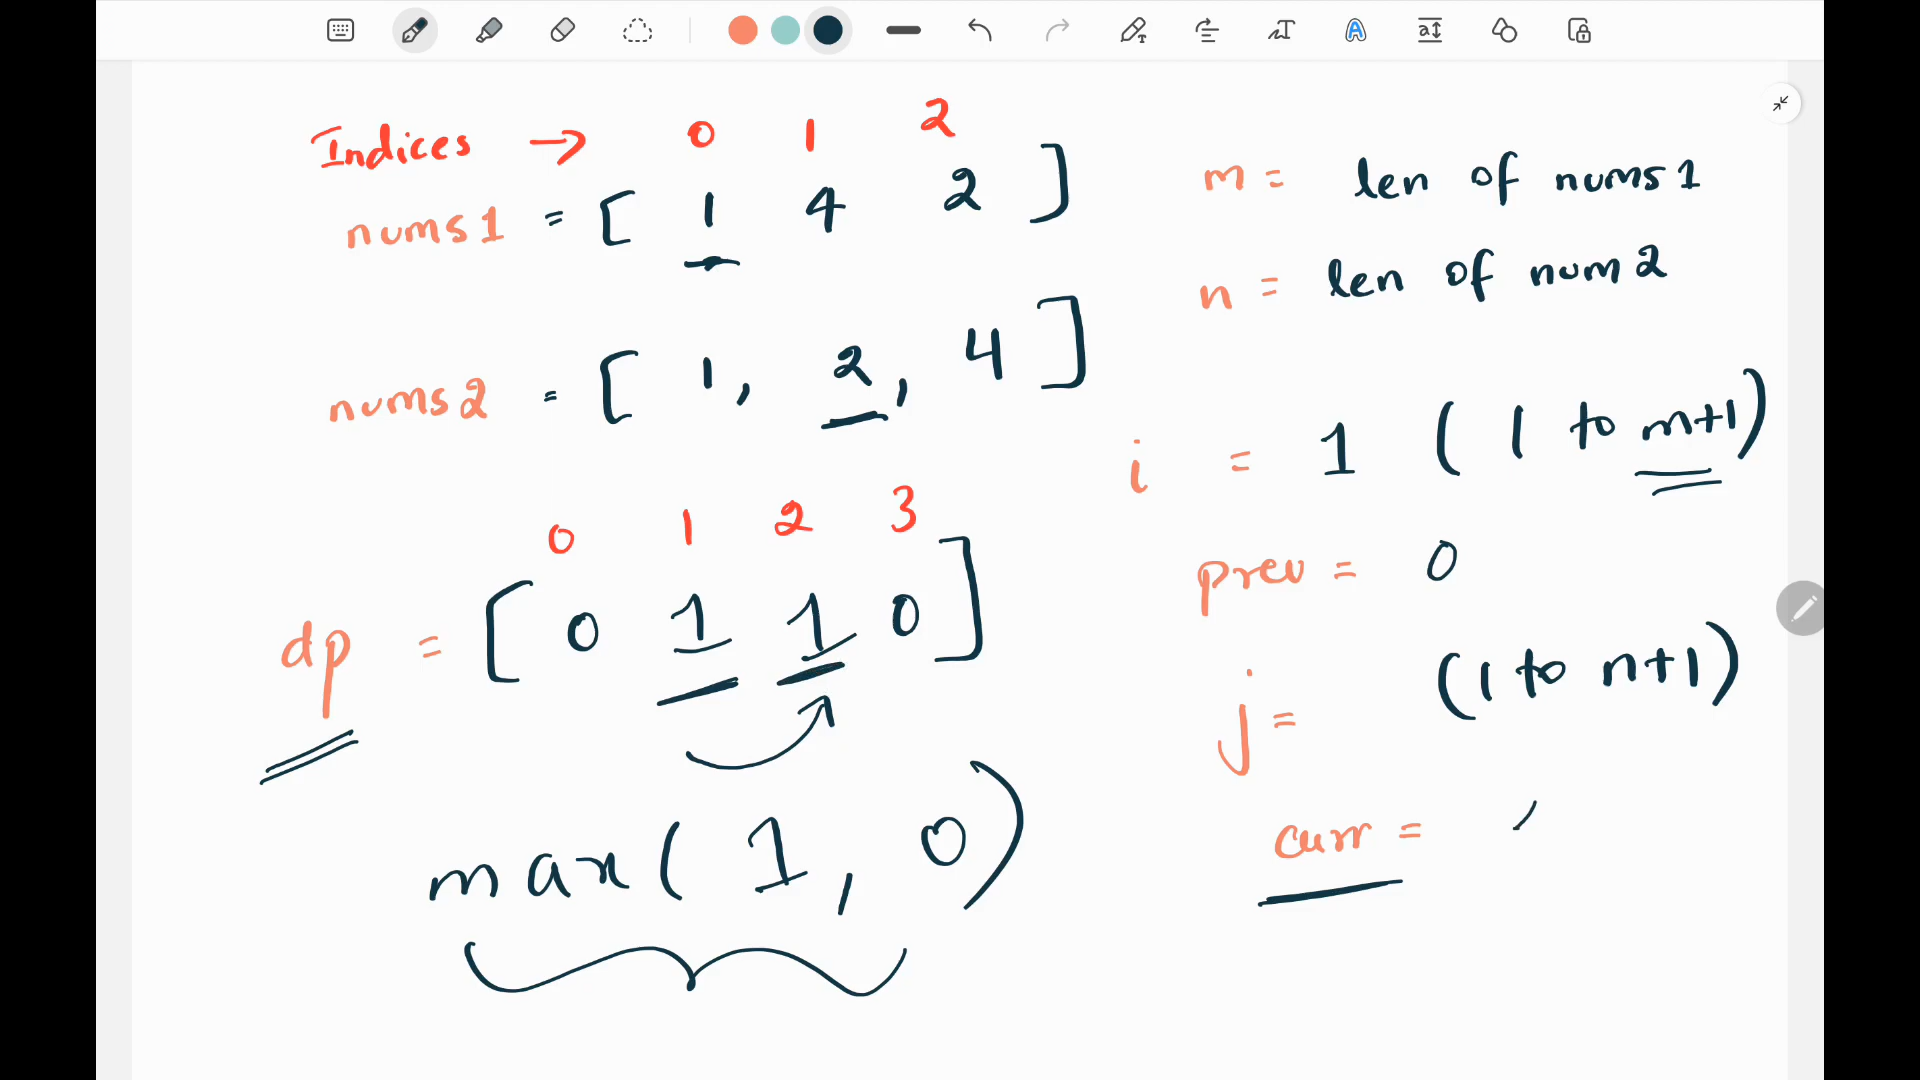 Indices → 0 1 2
nums1 = [ 1 4 2 ]
m = len of nums1
n = len of num2
nums2 = [ 1, 2, 4 ]
i = 1 ( 1 to m+1 )
0 1 2 3
dp = [ 0 1 1 0 ]
prev = 0
j = (1 to n+1)
max( 1, 0 )
curr =